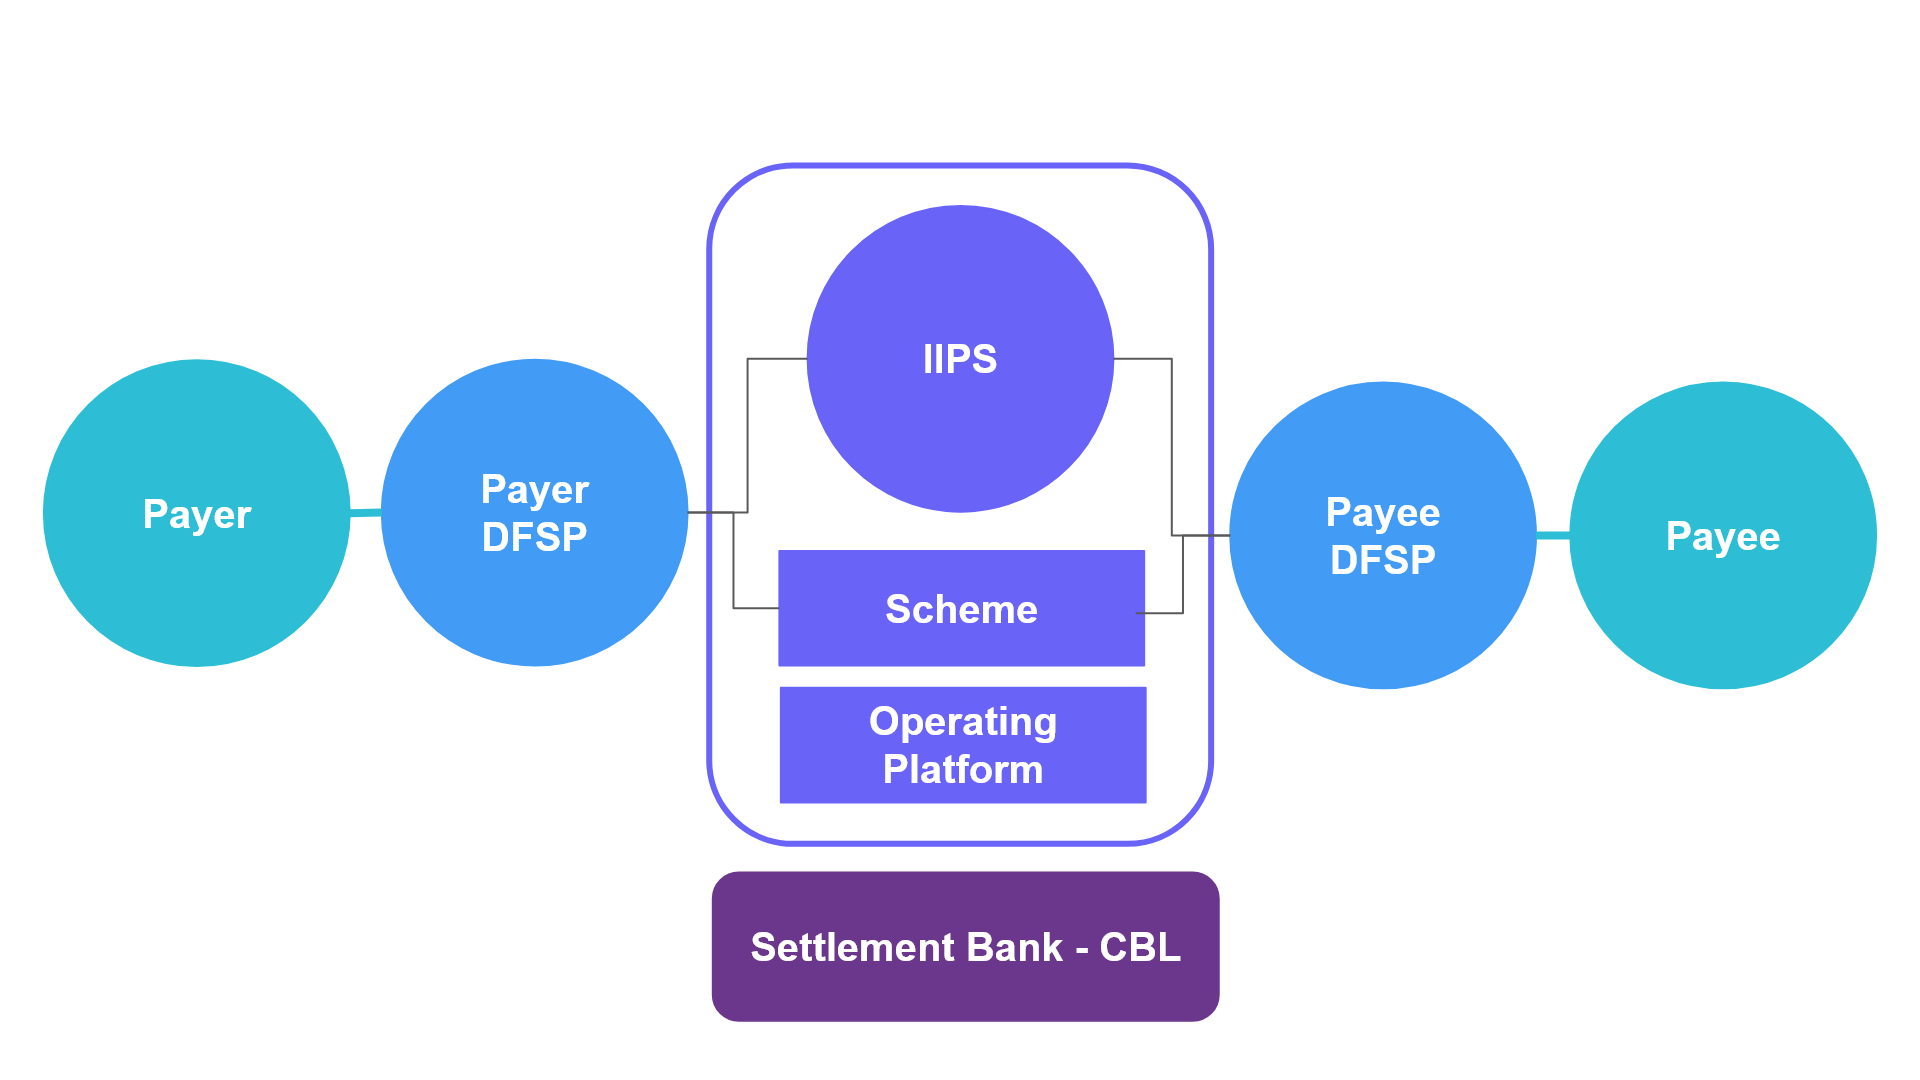 Payer
Payer
DFSP
IIPS
Scheme
Operating
Platform
Payee
DFSP
Payee
Settlement Bank - CBL